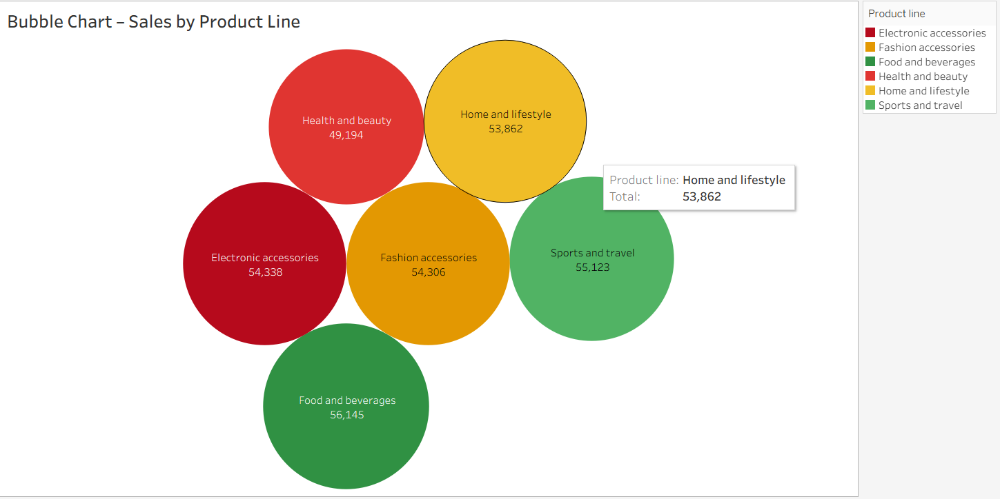 Bubble Chart – Sales by Product Line
Health and beauty
49,194
Home and lifestyle
53,862
Product line: Home and lifestyle
Total: 53,862
Electronic accessories
54,338
Fashion accessories
54,306
Sports and travel
55,123
Food and beverages
56,145
Product line
Electronic accessories
Fashion accessories
Food and beverages
Health and beauty
Home and lifestyle
Sports and travel